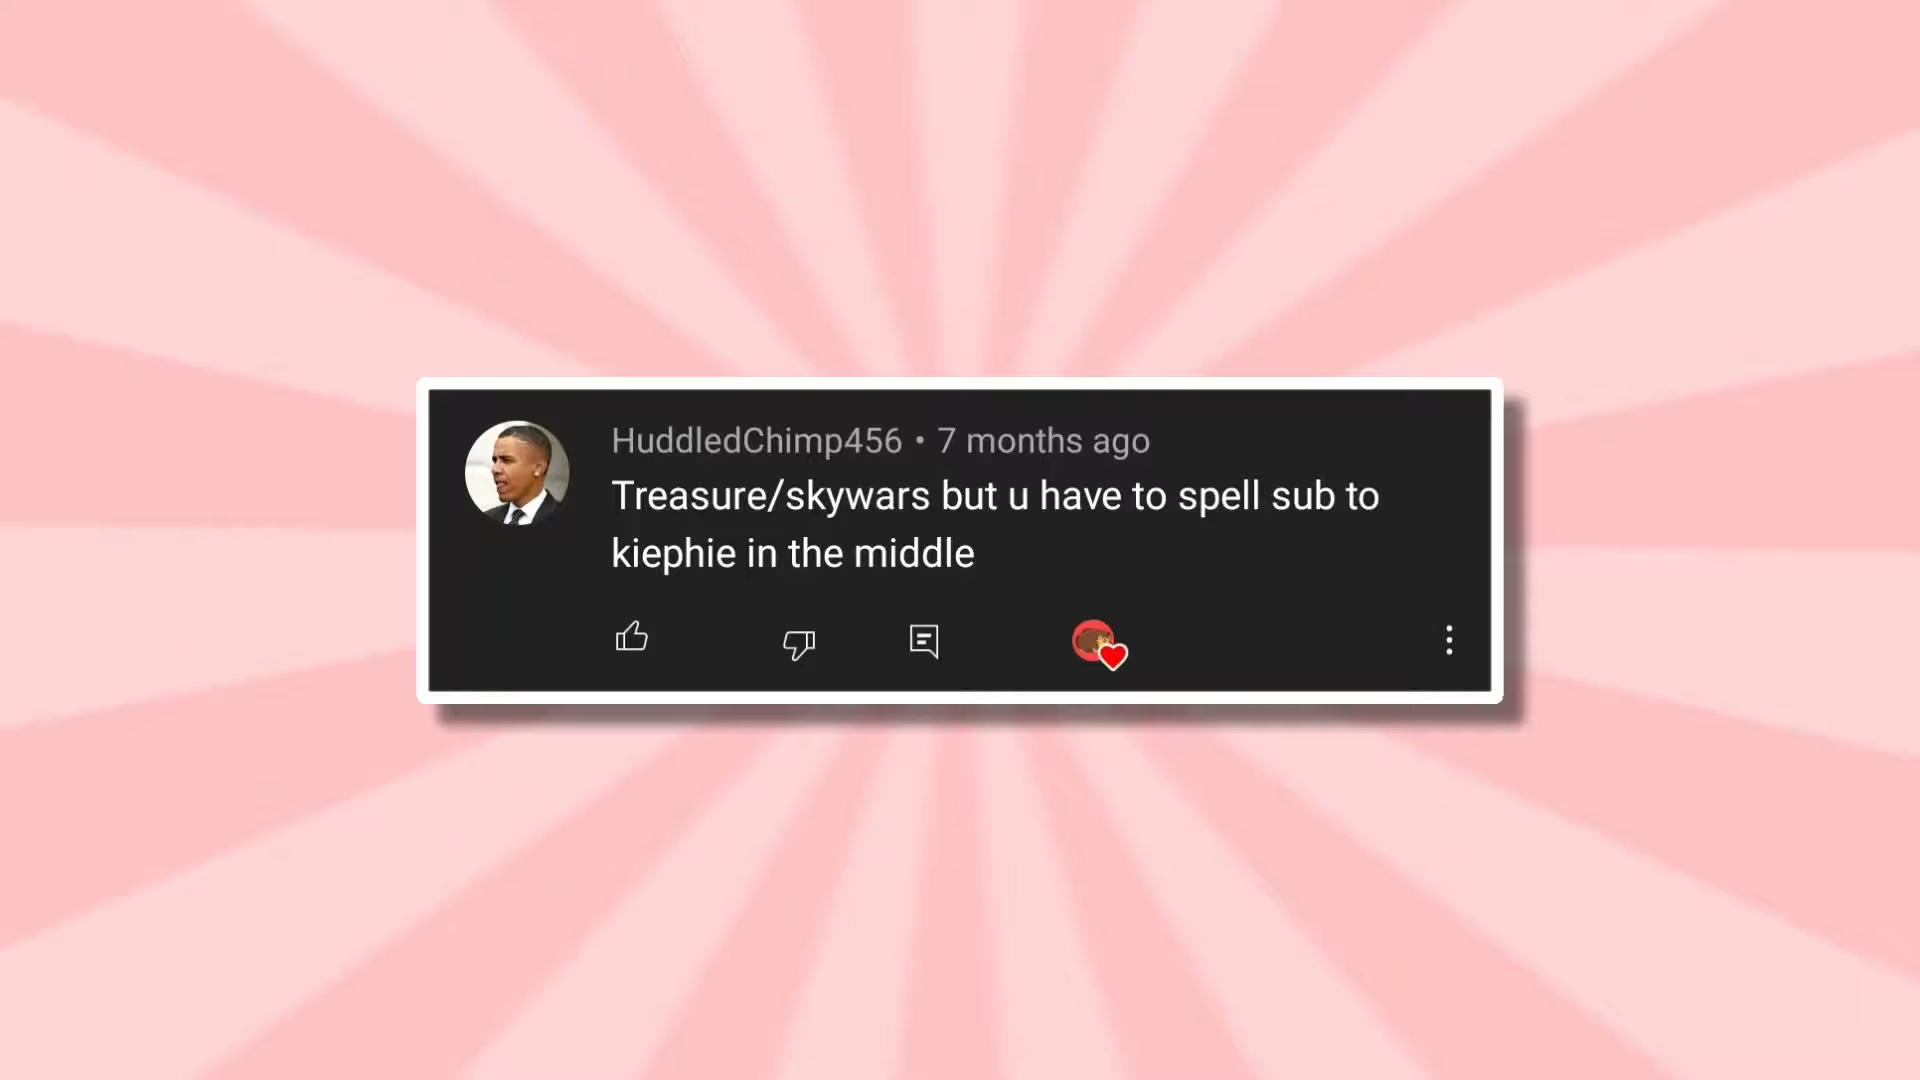 HuddledChimp456 • 7 months ago
Treasure/skywars but u have to spell sub to
kiephie in the middle